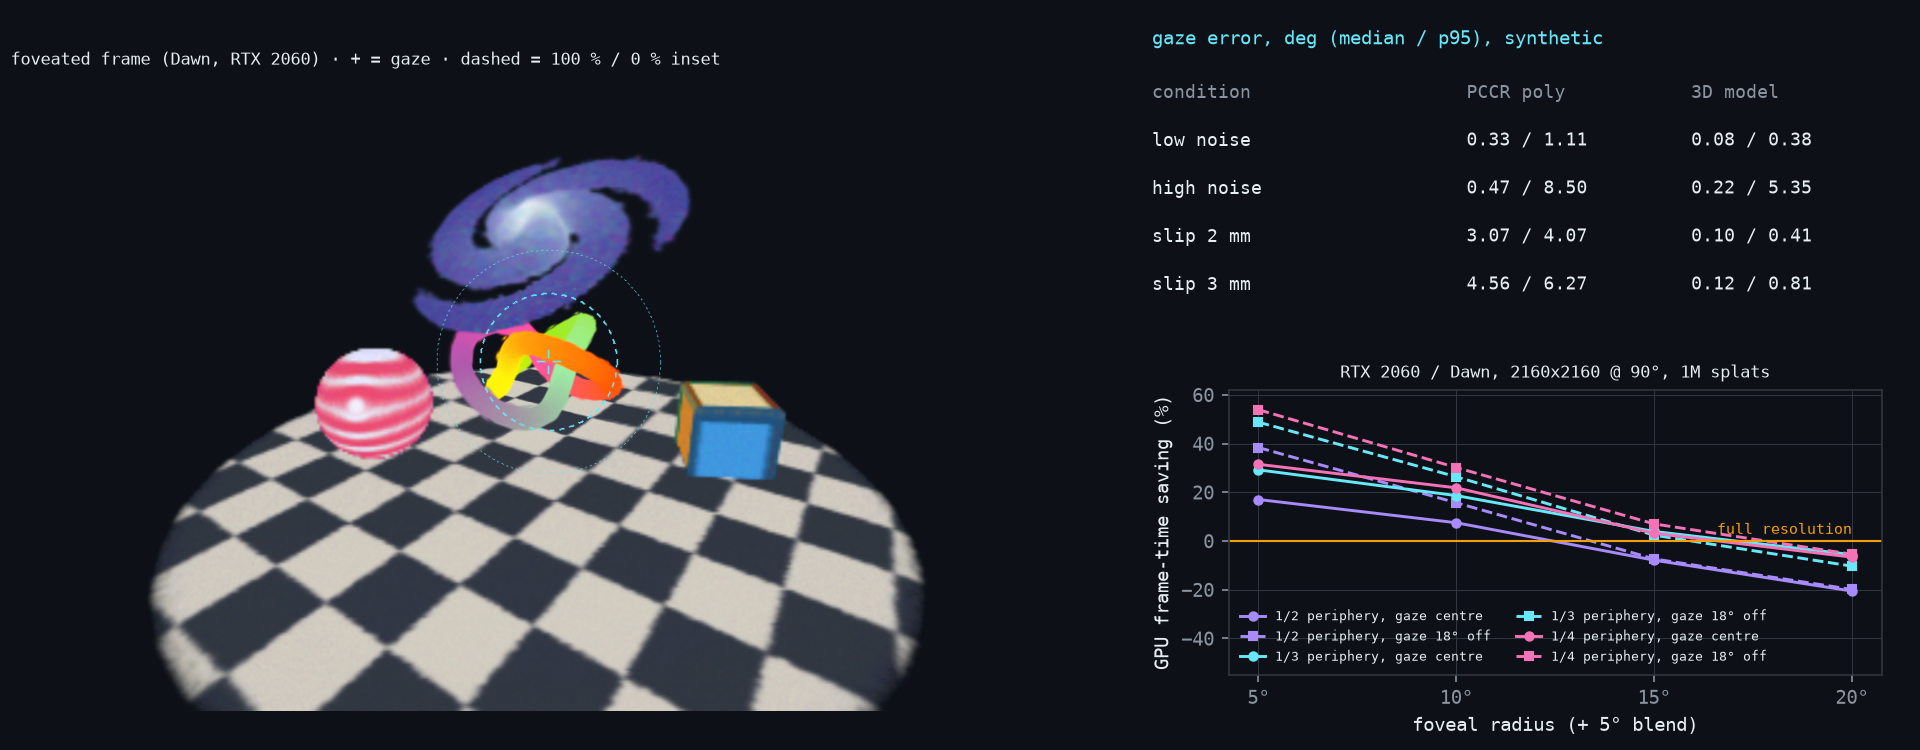 foveated frame (Dawn, RTX 2060) · + = gaze · dashed = 100 % / 0 % inset
gaze error, deg (median / p95), synthetic
condition PCCR poly 3D model
low noise 0.33 / 1.11 0.08 / 0.38
high noise 0.47 / 8.50 0.22 / 5.35
slip 2 mm 3.07 / 4.07 0.10 / 0.41
slip 3 mm 4.56 / 6.27 0.12 / 0.81
RTX 2060 / Dawn, 2160x2160 @ 90°, 1M splats
GPU frame-time saving (%)
60
40
20
0
−20
−40
full resolution
1/2 periphery, gaze centre
1/2 periphery, gaze 18° off
1/3 periphery, gaze centre
1/3 periphery, gaze 18° off
1/4 periphery, gaze centre
1/4 periphery, gaze 18° off
5° 10° 15° 20°
foveal radius (+ 5° blend)